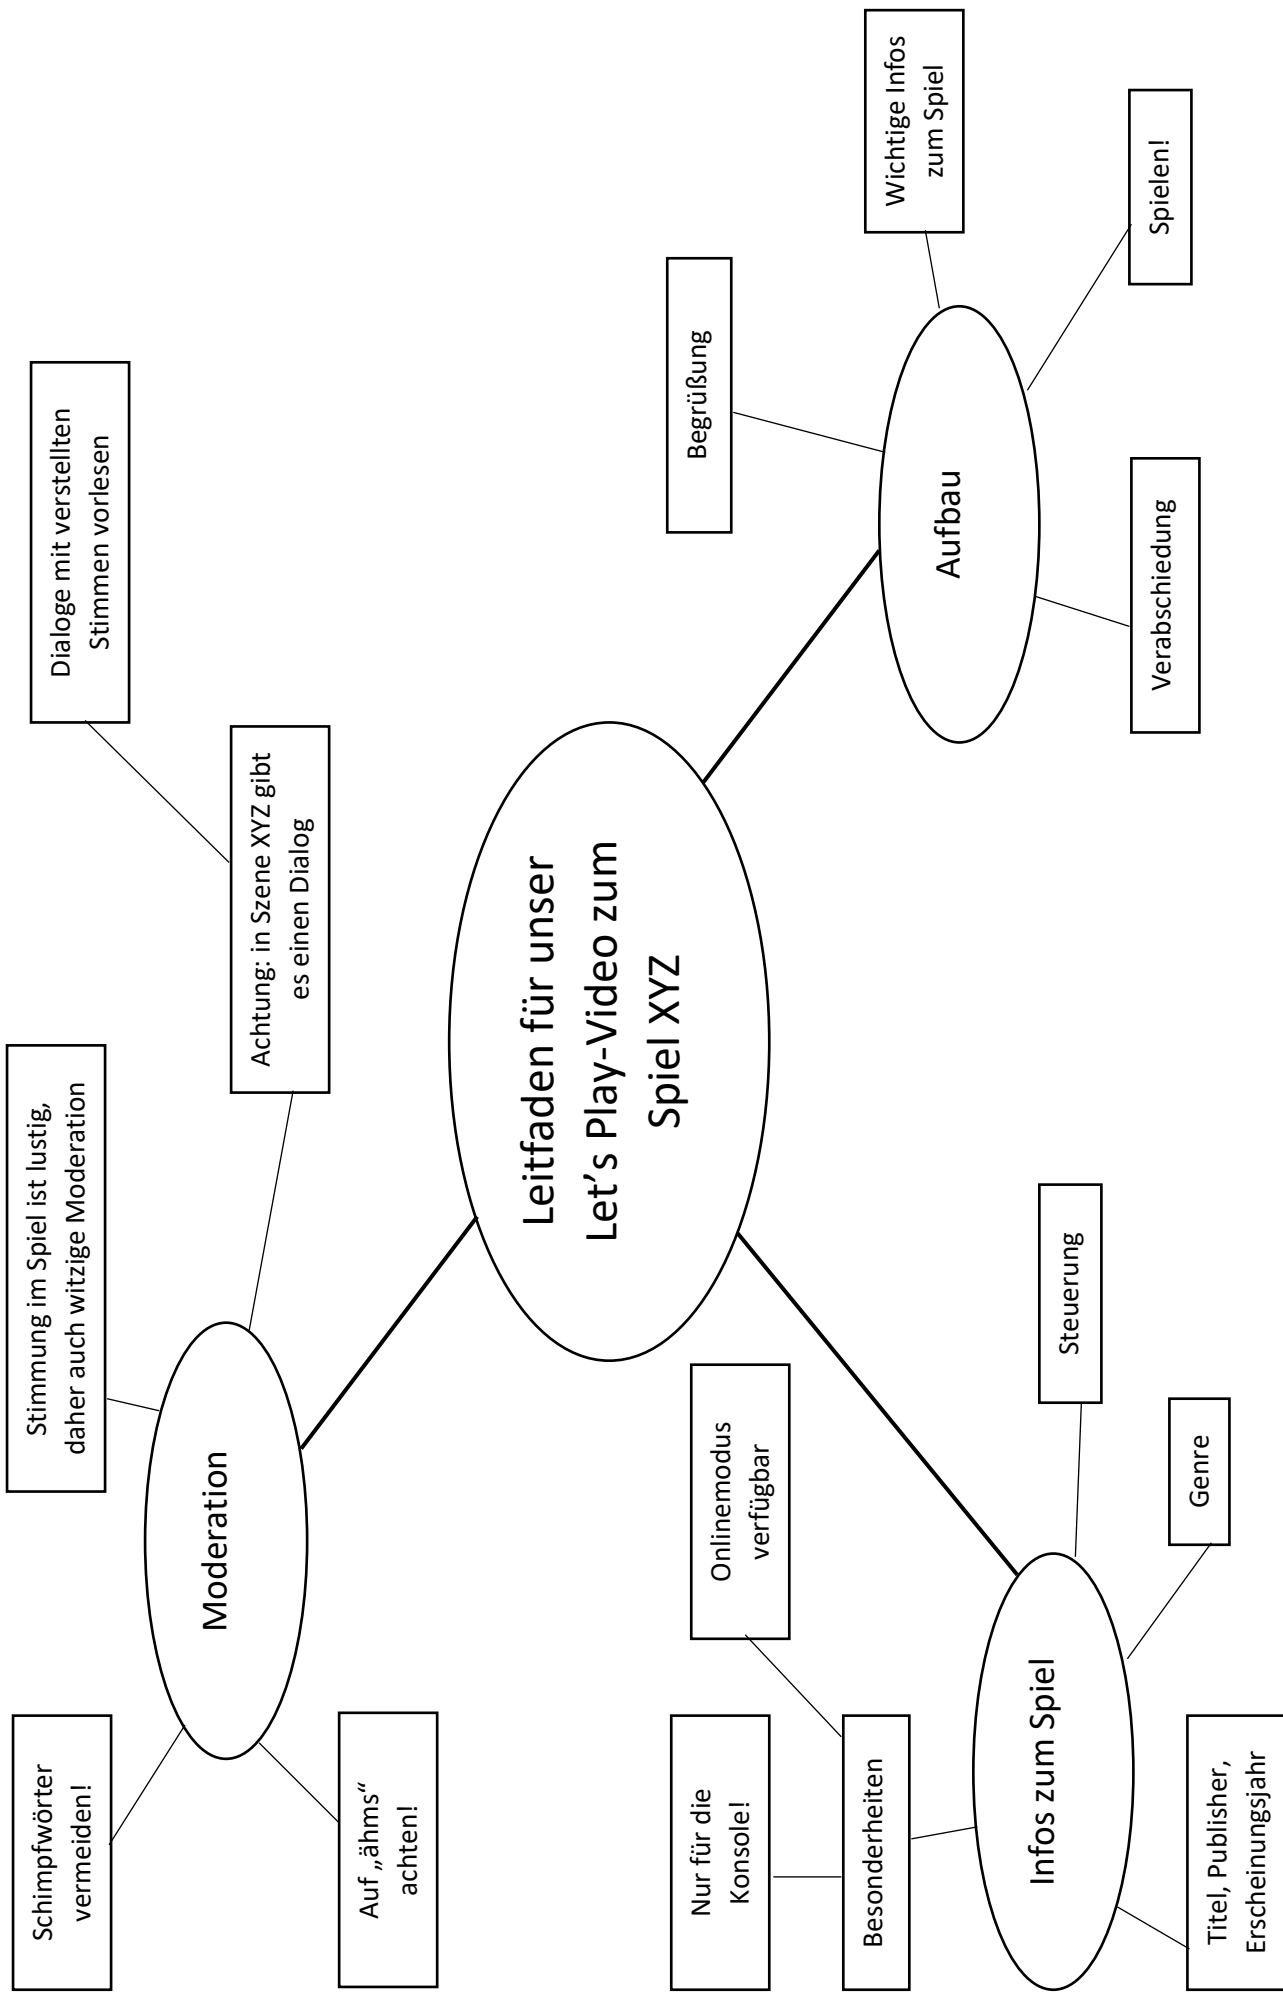 Schimpfwörter
vermeiden!
Stimmung im Spiel ist lustig,
daher auch witzige Moderation
Dialoge mit verstellten
Stimmen vorlesen
Moderation
Achtung: in Szene XYZ gibt
es einen Dialog
Auf „ähms“
achten!
Leitfaden für unser
Let’s Play-Video zum
Spiel XYZ
Nur für die
Konsole!
Onlinemodus
verfügbar
Besonderheiten
Infos zum Spiel
Steuerung
Genre
Titel, Publisher,
Erscheinungsjahr
Begrüßung
Wichtige Infos
zum Spiel
Aufbau
Verabschiedung
Spielen!